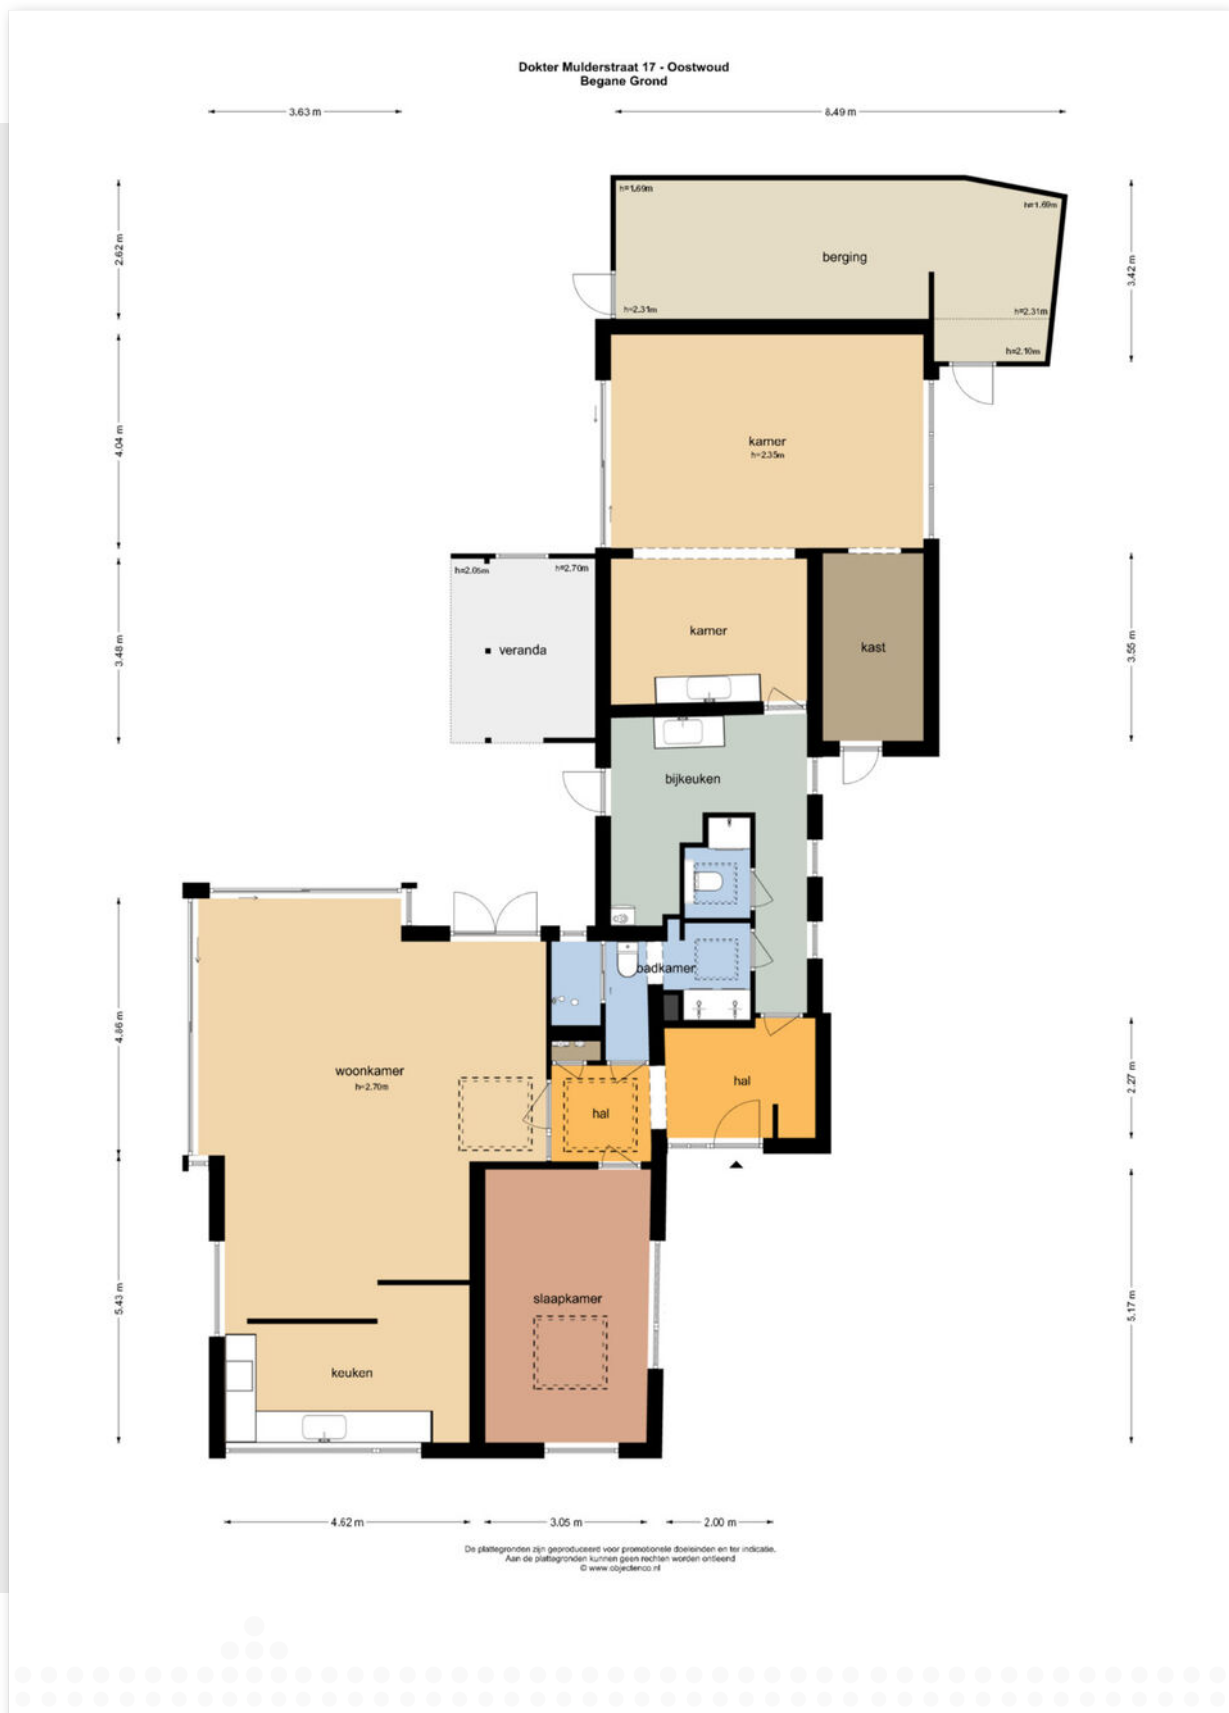 Dokter Mulderstraat 17 - Oostwoud
Begane Grond
3.63 m
8.49 m
h=1.69m
h=1.69m
2.62 m
berging
3.42 m
h=2.31m
h=2.31m
h=2.10m
4.04 m
kamer
h=2.35m
h=2.05m
h=2.70m
3.48 m
veranda
kamer
kast
3.55 m
bijkeuken
badkamer
4.86 m
woonkamer
h=2.70m
hal
hal
2.27 m
5.43 m
slaapkamer
5.17 m
keuken
4.62 m
3.05 m
2.00 m
De plattegronden zijn geproduceerd voor promotionele doeleinden en ter indicatie.
Aan de plattegronden kunnen geen rechten worden ontleend
© www.objectenco.nl